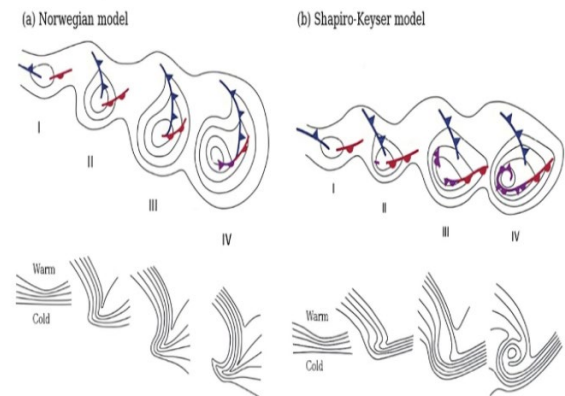 (a) Norwegian model
I
II
III
IV
Warm
Cold
(b) Shapiro-Keyser model
I
II
III
IV
Warm
Cold